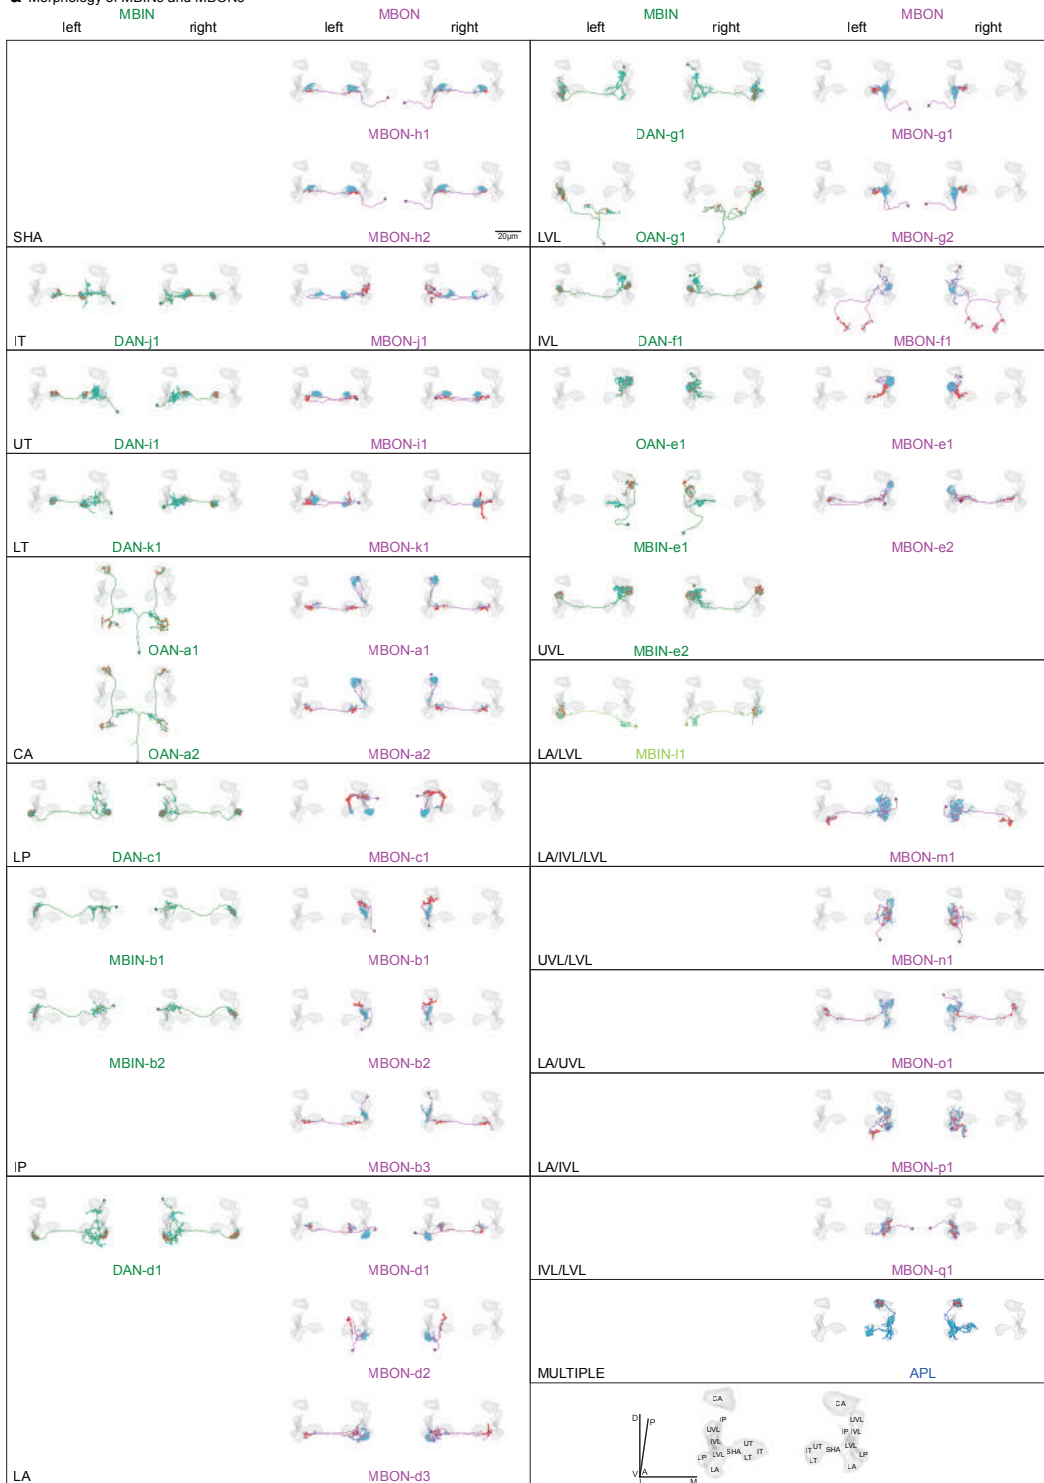 a Morphology of MBINs and MBONs
MBIN MBON MBIN MBON
left right left right left right left right
MBON-h1
MBON-h2
20µm
SHA
DAN-g1 MBON-g1
OAN-g1 MBON-g2
LVL
IT DAN-j1 MBON-j1
IVL DAN-f1 MBON-f1
UT DAN-i1 MBON-i1
OAN-e1 MBON-e1
LT DAN-k1 MBON-k1
MBIN-e1 MBON-e2
OAN-a1 MBON-a1
UVL MBIN-e2
CA OAN-a2 MBON-a2
LA/LVL MBIN-l1
LP DAN-c1 MBON-c1
LA/IVL/LVL MBON-m1
MBIN-b1 MBON-b1
UVL/LVL MBON-n1
MBIN-b2 MBON-b2
LA/UVL MBON-o1
IP MBON-b3
LA/IVL MBON-p1
DAN-d1 MBON-d1
IVL/LVL MBON-q1
MBON-d2
MULTIPLE APL
LA MBON-d3
D P
V A
L M
CA
IP
UVL
IVL
LP LVL SHA UT IT
LT
LA
CA
UVL
IP IVL
IT UT SHA LVL
LT LP
LA